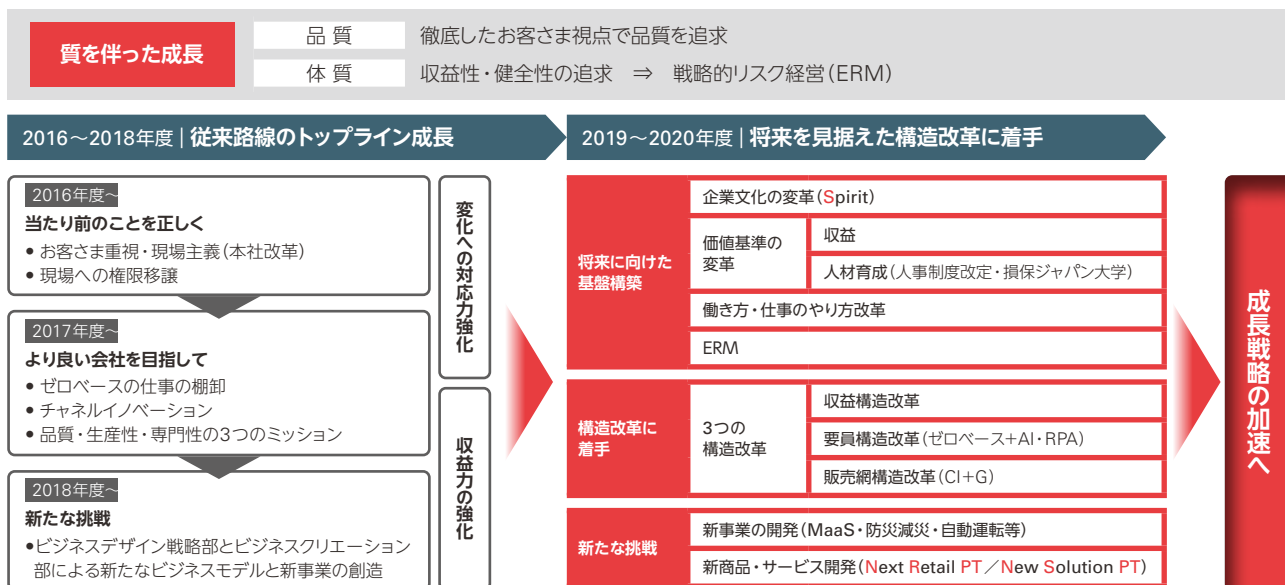 質を伴った成長
品 質
徹底したお客さま視点で品質を追求
体 質
収益性・健全性の追求 ⇒ 戦略的リスク経営(ERM)
2016～2018年度 | 従来路線のトップライン成長
2016年度～
当たり前のことを正しく
● お客さま重視・現場主義(本社改革)
● 現場への権限移譲
2017年度～
より良い会社を目指して
● ゼロベースの仕事の棚卸
● チャネルイノベーション
● 品質・生産性・専門性の3つのミッション
2018年度～
新たな挑戦
●ビジネスデザイン戦略部とビジネスクリエーション
部による新たなビジネスモデルと新事業の創造
変化への対応力強化
収益力の強化
2019～2020年度 | 将来を見据えた構造改革に着手
将来に向けた
基盤構築
企業文化の変革(Spirit)
価値基準の
変革
収益
人材育成(人事制度改定・損保ジャパン大学)
働き方・仕事のやり方改革
ERM
構造改革に
着手
3つの
構造改革
収益構造改革
要員構造改革(ゼロベース+AI・RPA)
販売網構造改革(CI+G)
新たな挑戦
新事業の開発(MaaS・防災減災・自動運転等)
新商品・サービス開発(Next Retail PT／New Solution PT)
成長戦略の加速へ